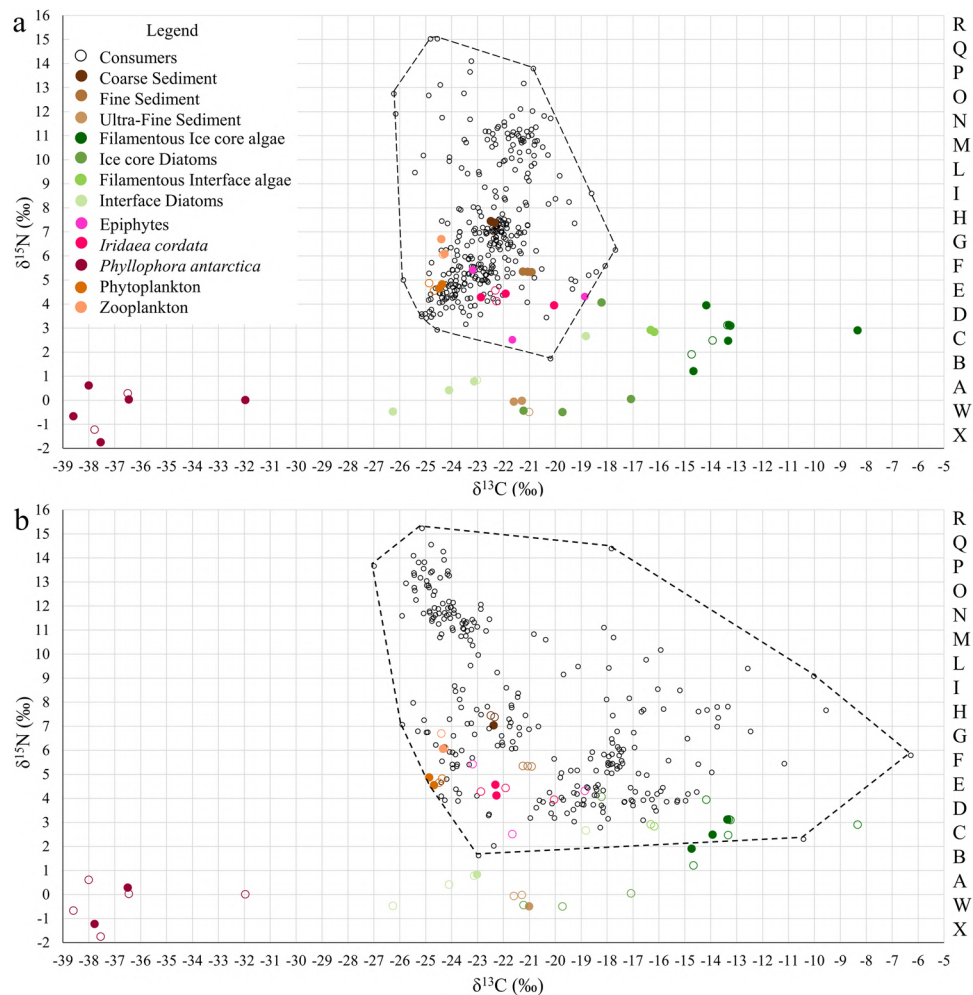 a
Legend
Consumers
Coarse Sediment
Fine Sediment
Ultra-Fine Sediment
Filamentous Ice core algae
Ice core Diatoms
Filamentous Interface algae
Interface Diatoms
Epiphytes
Iridaea cordata
Phyllophora antarctica
Phytoplankton
Zooplankton
δ15N (‰)
16
15
14
13
12
11
10
9
8
7
6
5
4
3
2
1
0
-1
-2
R
Q
P
O
N
M
L
I
H
G
F
E
D
C
B
A
W
X
-39 -38 -37 -36 -35 -34 -33 -32 -31 -30 -29 -28 -27 -26 -25 -24 -23 -22 -21 -20 -19 -18 -17 -16 -15 -14 -13 -12 -11 -10 -9 -8 -7 -6 -5
δ13C (‰)
b
δ15N (‰)
16
15
14
13
12
11
10
9
8
7
6
5
4
3
2
1
0
-1
-2
R
Q
P
O
N
M
L
I
H
G
F
E
D
C
B
A
W
X
-39 -38 -37 -36 -35 -34 -33 -32 -31 -30 -29 -28 -27 -26 -25 -24 -23 -22 -21 -20 -19 -18 -17 -16 -15 -14 -13 -12 -11 -10 -9 -8 -7 -6 -5
δ13C (‰)